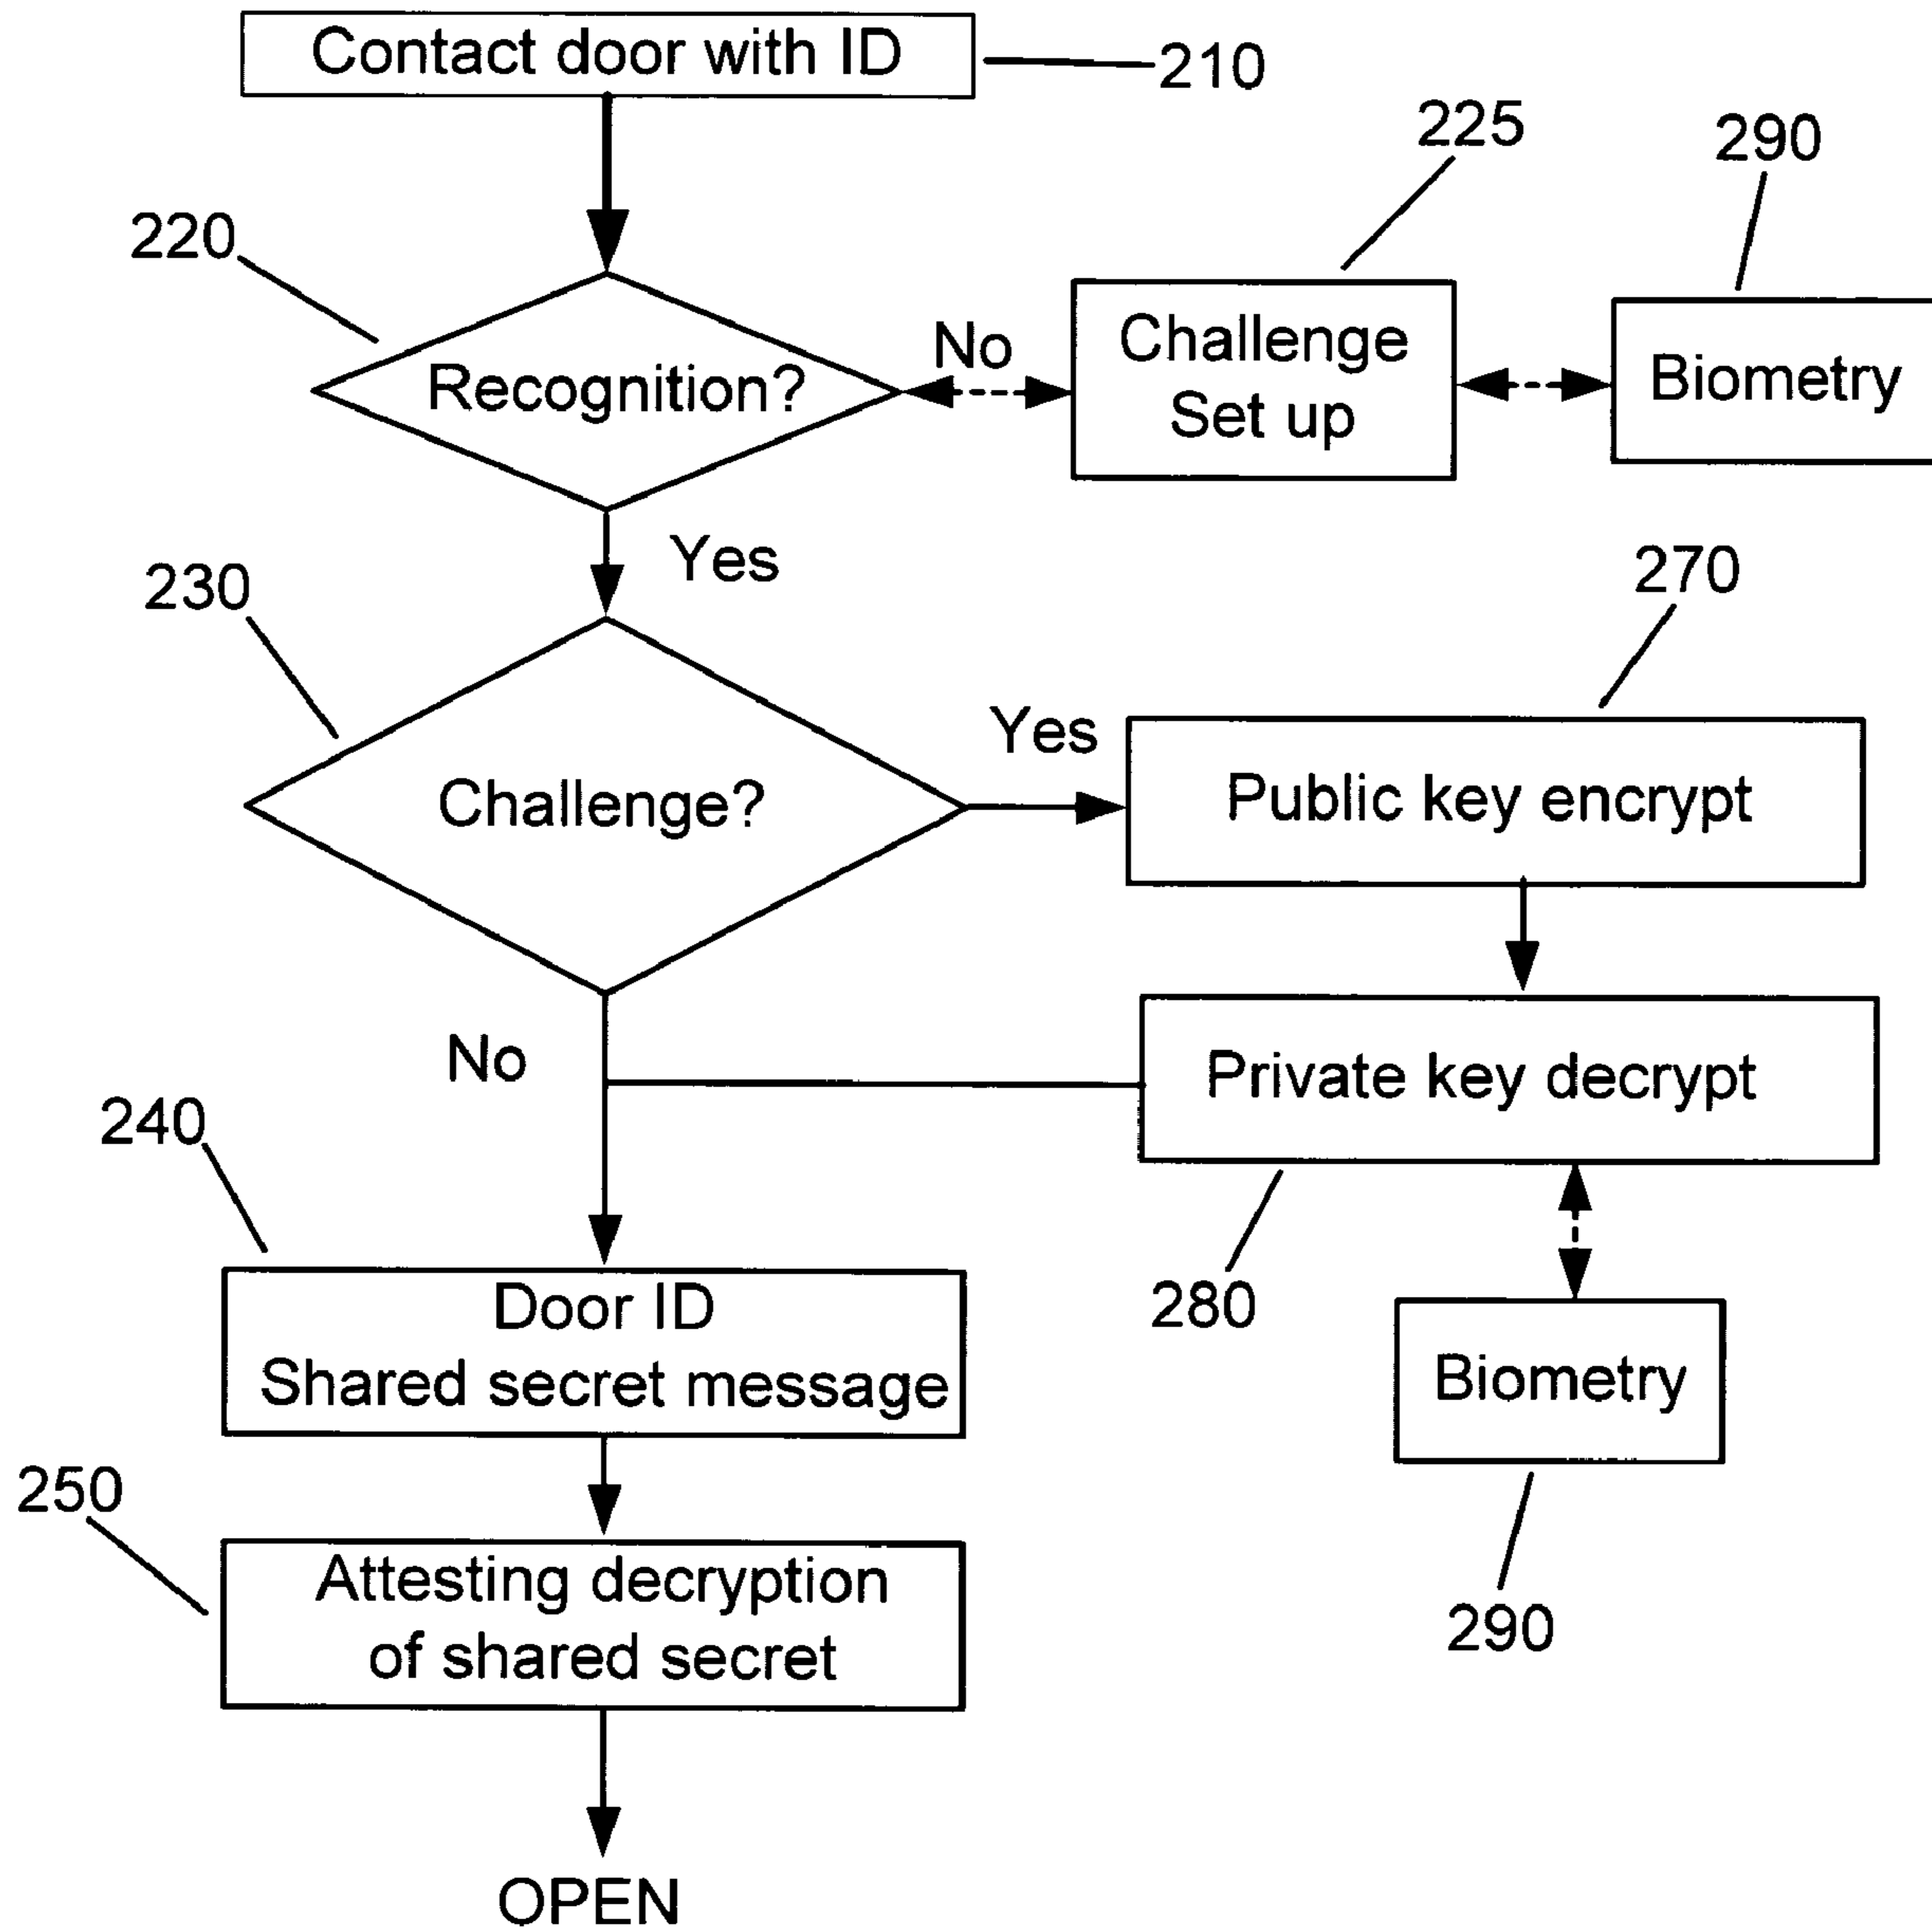 Contact door with ID
210
225
290
220
No
Challenge
Set up
Biometry
Recognition?
Yes
230
270
Yes
Challenge?
Public key encrypt
No
Private key decrypt
240
280
Door ID
Shared secret message
Biometry
250
Attesting decryption
of shared secret
290
OPEN